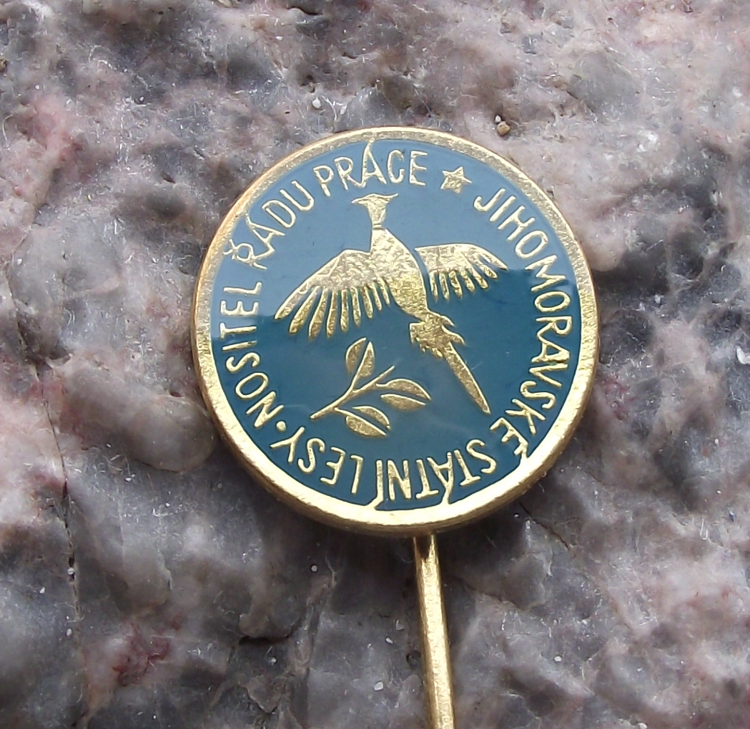 JIHOMORAVSKÉ STÁTNÍ LESY · NOSITEL ŘÁDU PRÁCE ★